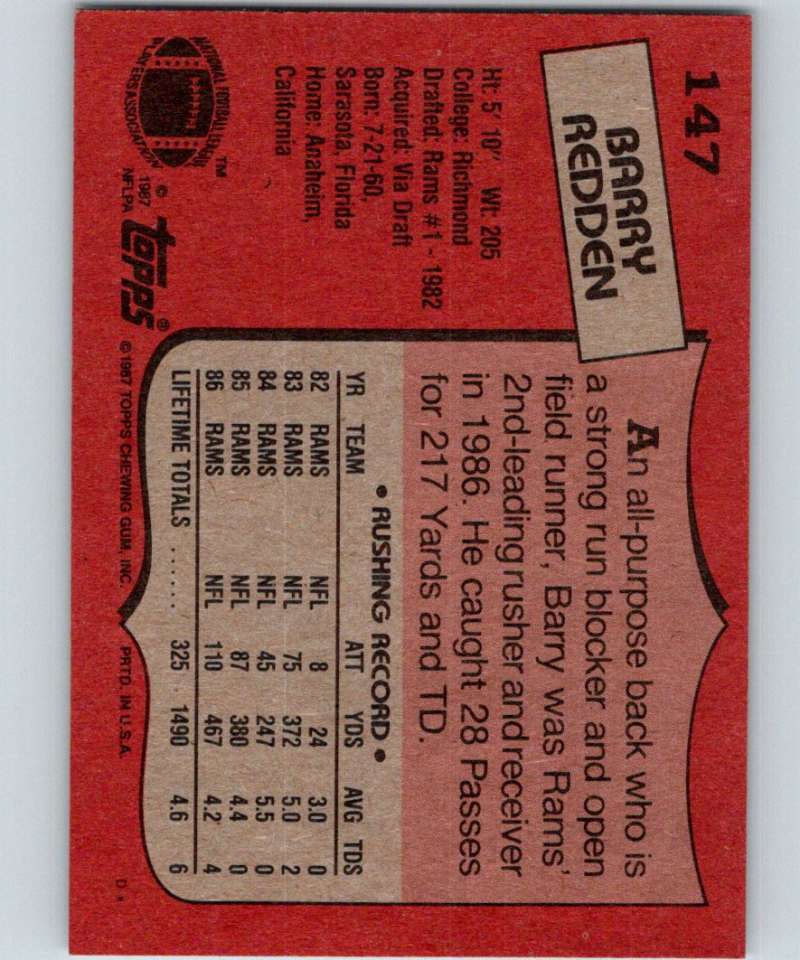 147
BARRY
REDDEN
Ht: 5' 10" Wt: 205
College: Richmond
Drafted: Rams #1 - 1982
Acquired: Via Draft
Born: 7-21-60,
Sarasota, Florida
Home: Anaheim,
California
NATIONAL FOOTBALL LEAGUE
PLAYERS ASSOCIATION
TM
© 1987
NFLPA
topps®
An all-purpose back who is
a strong run blocker and open
field runner, Barry was Rams'
2nd-leading rusher and receiver
in 1986. He caught 28 Passes
for 217 Yards and TD.
• RUSHING RECORD •
YR TEAM ATT YDS AVG TDS
82 RAMS NFL 8 24 3.0 0
83 RAMS NFL 75 372 5.0 2
84 RAMS NFL 45 247 5.5 0
85 RAMS NFL 87 380 4.4 0
86 RAMS NFL 110 467 4.2 4
LIFETIME TOTALS ...... 325 1490 4.6 6
© 1987 TOPPS CHEWING GUM, INC. PRTD. IN U.S.A. D*